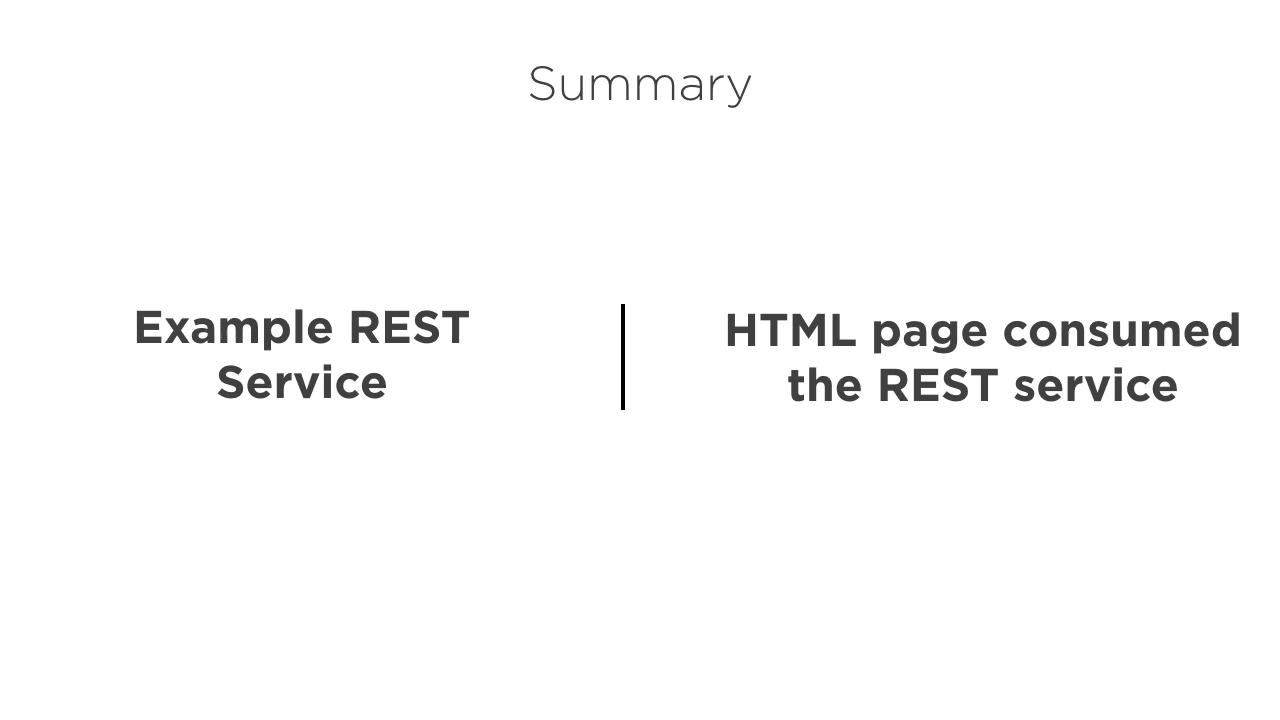 Summary
Example REST
Service
HTML page consumed
the REST service